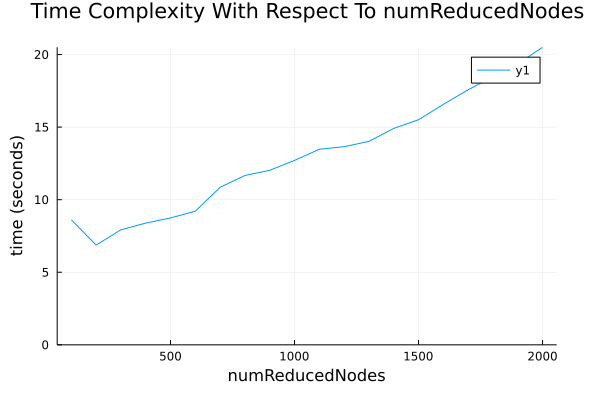 Time Complexity With Respect To numReducedNodes
20
15
10
5
0
time (seconds)
y1
500
1000
1500
2000
numReducedNodes